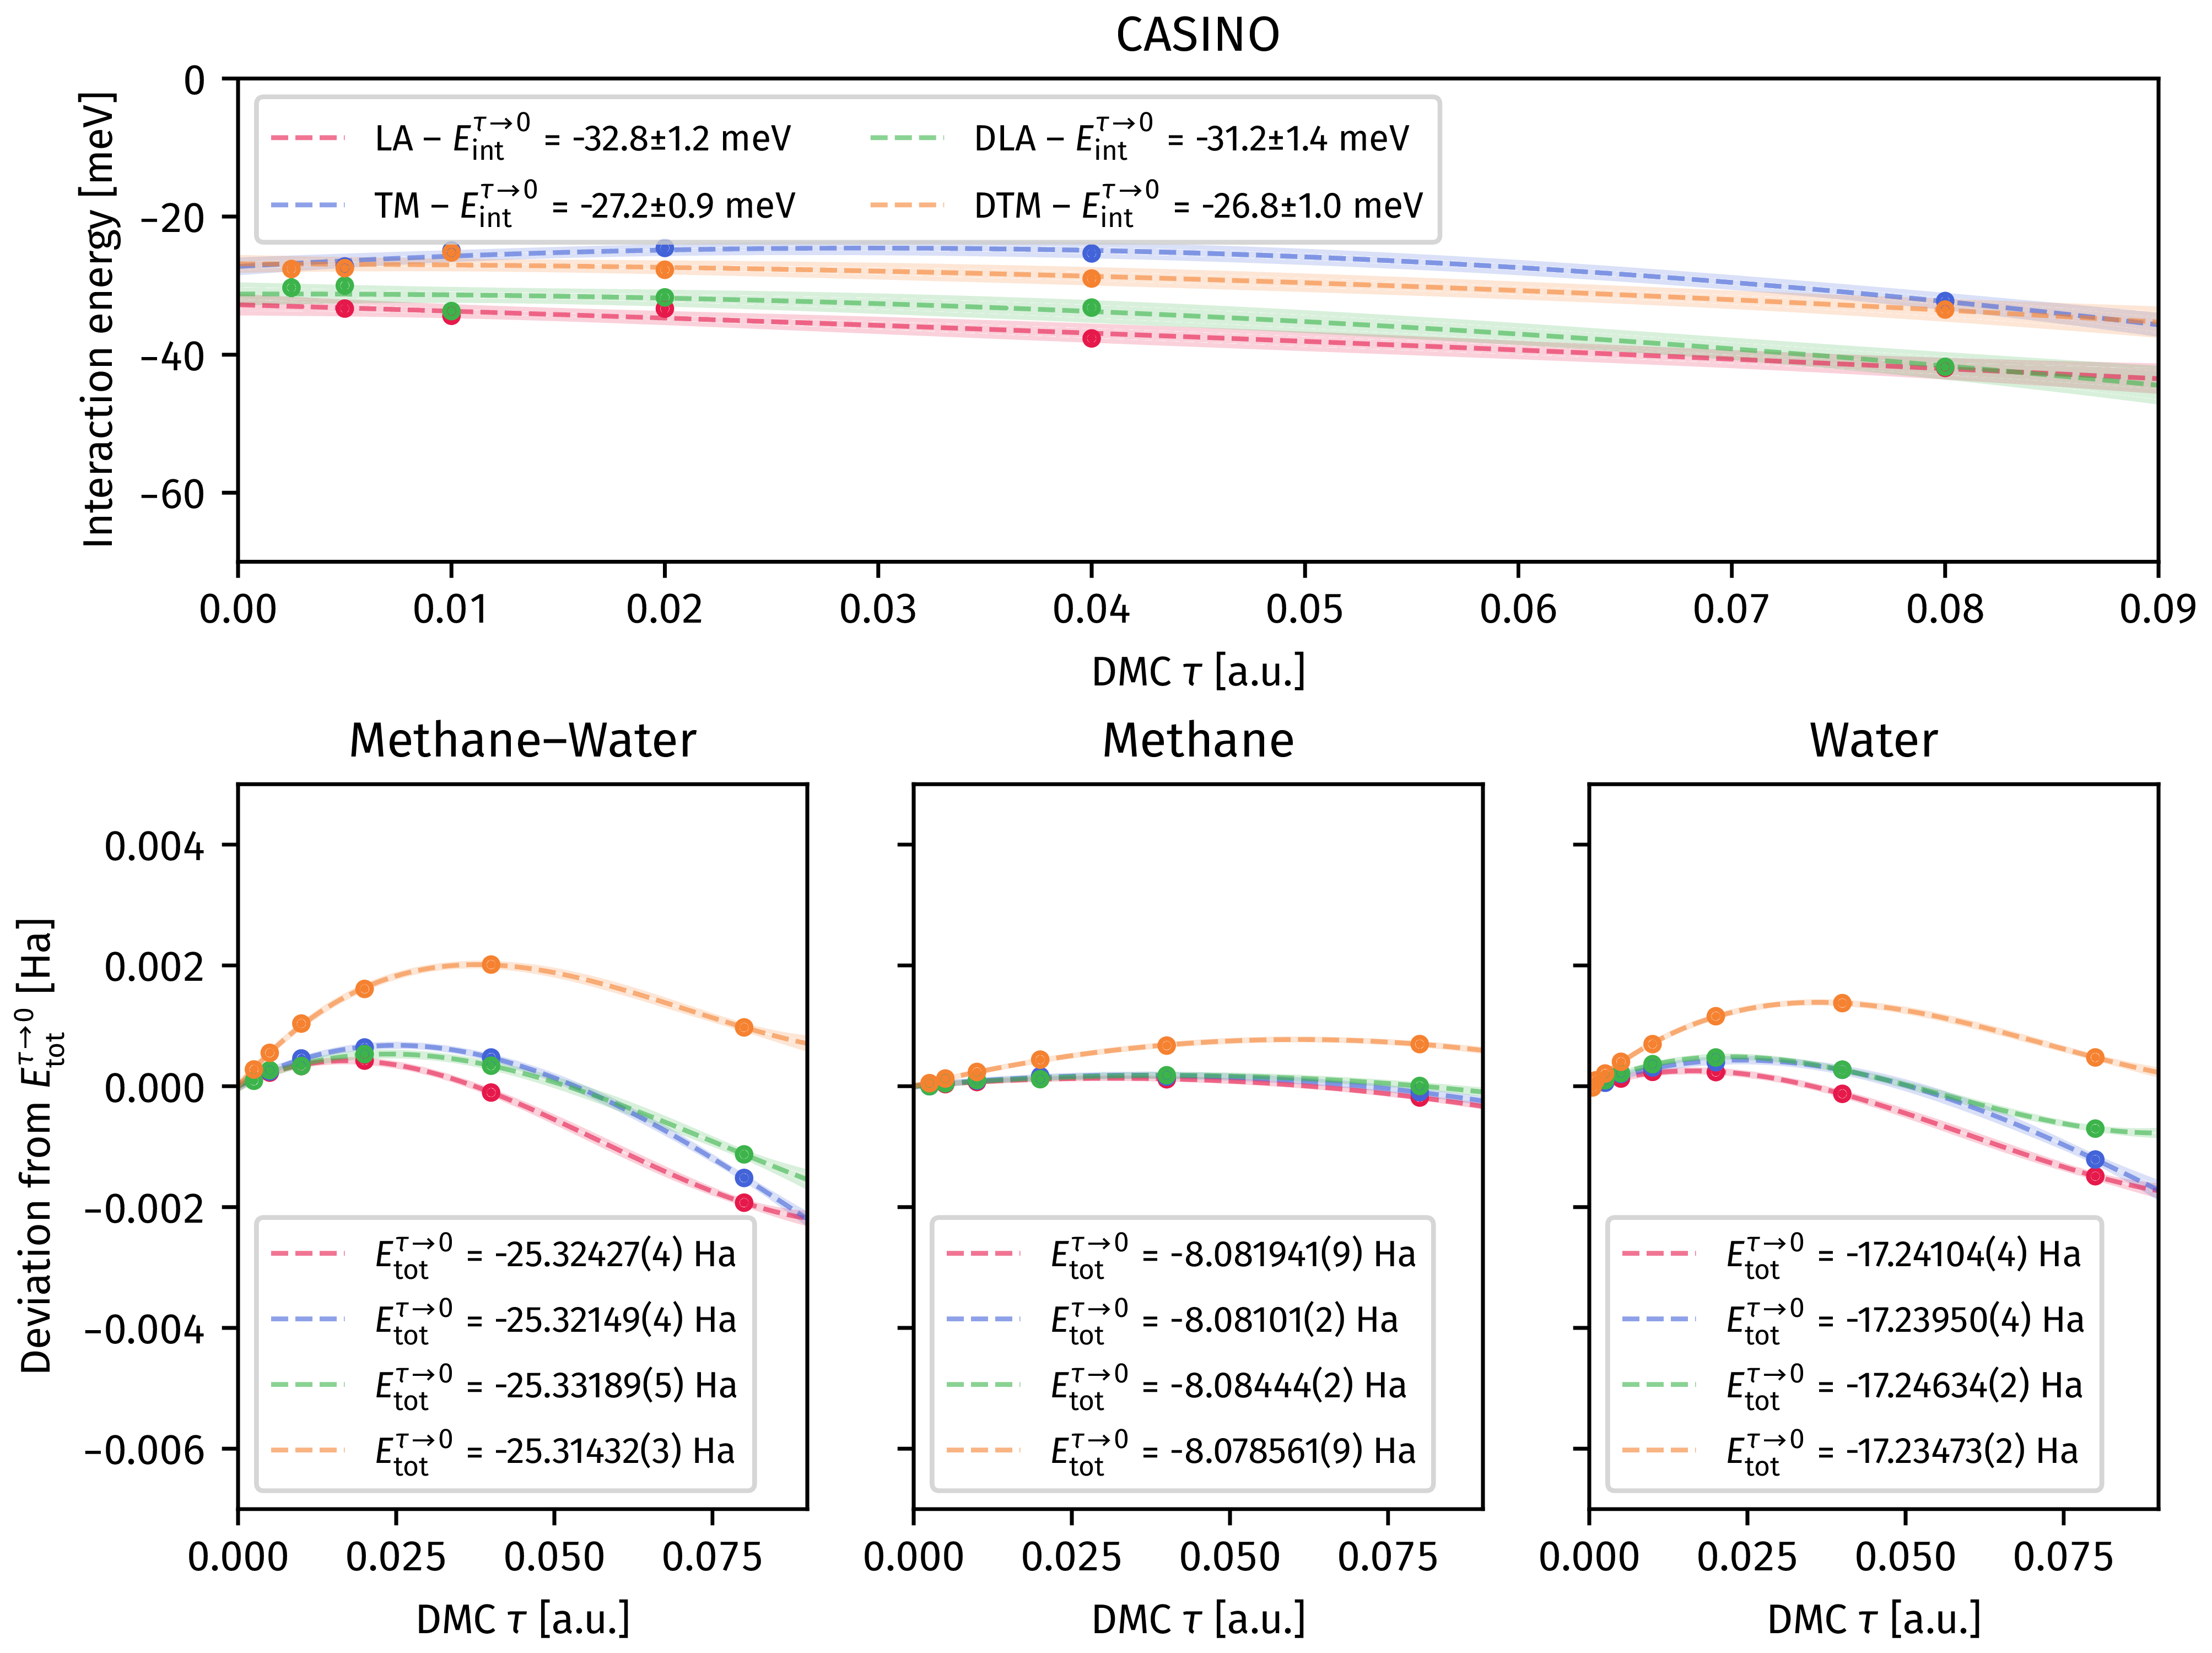 CASINO
Interaction energy [meV]
0
−20
−40
−60
LA – E_int^{τ→0} = -32.8±1.2 meV
TM – E_int^{τ→0} = -27.2±0.9 meV
DLA – E_int^{τ→0} = -31.2±1.4 meV
DTM – E_int^{τ→0} = -26.8±1.0 meV
0.00 0.01 0.02 0.03 0.04 0.05 0.06 0.07 0.08 0.09
DMC τ [a.u.]
Methane–Water
Deviation from E_tot^{τ→0} [Ha]
0.004
0.002
0.000
−0.002
−0.004
−0.006
E_tot^{τ→0} = -25.32427(4) Ha
E_tot^{τ→0} = -25.32149(4) Ha
E_tot^{τ→0} = -25.33189(5) Ha
E_tot^{τ→0} = -25.31432(3) Ha
0.000 0.025 0.050 0.075
DMC τ [a.u.]
Methane
E_tot^{τ→0} = -8.081941(9) Ha
E_tot^{τ→0} = -8.08101(2) Ha
E_tot^{τ→0} = -8.08444(2) Ha
E_tot^{τ→0} = -8.078561(9) Ha
0.000 0.025 0.050 0.075
DMC τ [a.u.]
Water
E_tot^{τ→0} = -17.24104(4) Ha
E_tot^{τ→0} = -17.23950(4) Ha
E_tot^{τ→0} = -17.24634(2) Ha
E_tot^{τ→0} = -17.23473(2) Ha
0.000 0.025 0.050 0.075
DMC τ [a.u.]